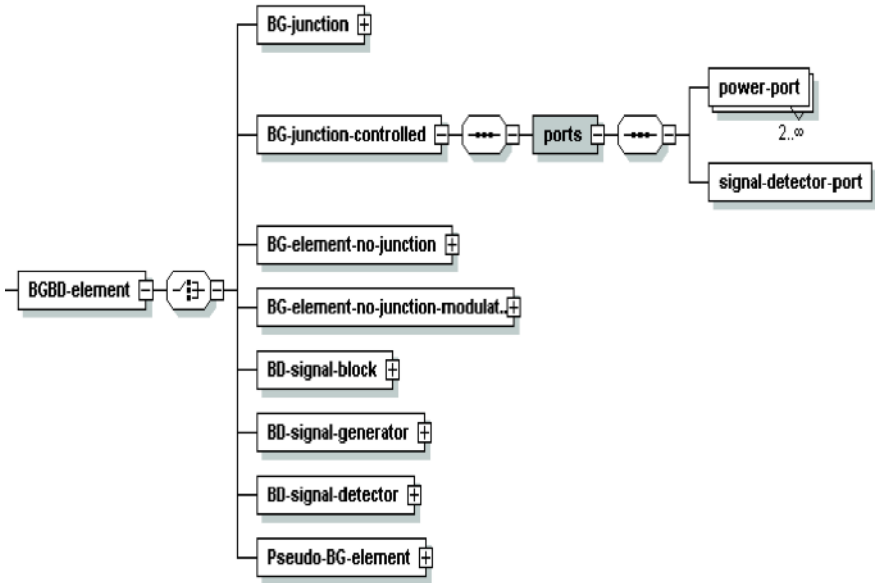 BG-junction
power-port
BG-junction-controlled
ports
2..∞
signal-detector-port
BG-element-no-junction
BGBD-element
BG-element-no-junction-modulat..
BD-signal-block
BD-signal-generator
BD-signal-detector
Pseudo-BG-element